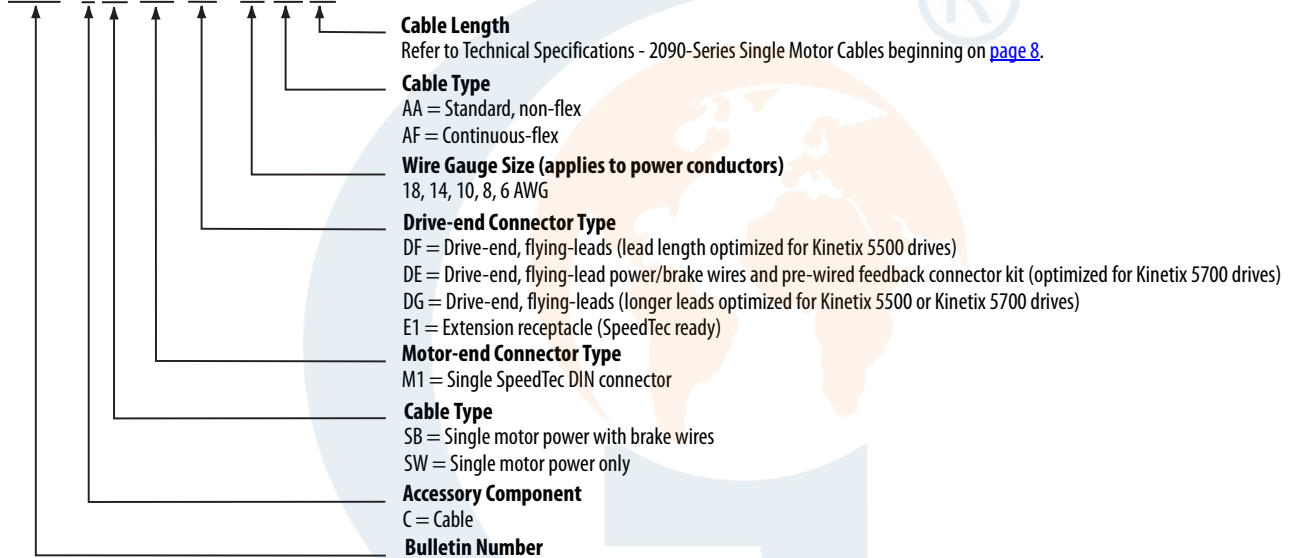 Cable Length
Refer to Technical Specifications - 2090-Series Single Motor Cables beginning on page 8.
Cable Type
AA = Standard, non-flex
AF = Continuous-flex
Wire Gauge Size (applies to power conductors)
18, 14, 10, 8, 6 AWG
Drive-end Connector Type
DF = Drive-end, flying-leads (lead length optimized for Kinetix 5500 drives)
DE = Drive-end, flying-lead power/brake wires and pre-wired feedback connector kit (optimized for Kinetix 5700 drives)
DG = Drive-end, flying-leads (longer leads optimized for Kinetix 5500 or Kinetix 5700 drives)
E1 = Extension receptacle (SpeedTec ready)
Motor-end Connector Type
M1 = Single SpeedTec DIN connector
Cable Type
SB = Single motor power with brake wires
SW = Single motor power only
Accessory Component
C = Cable
Bulletin Number
®